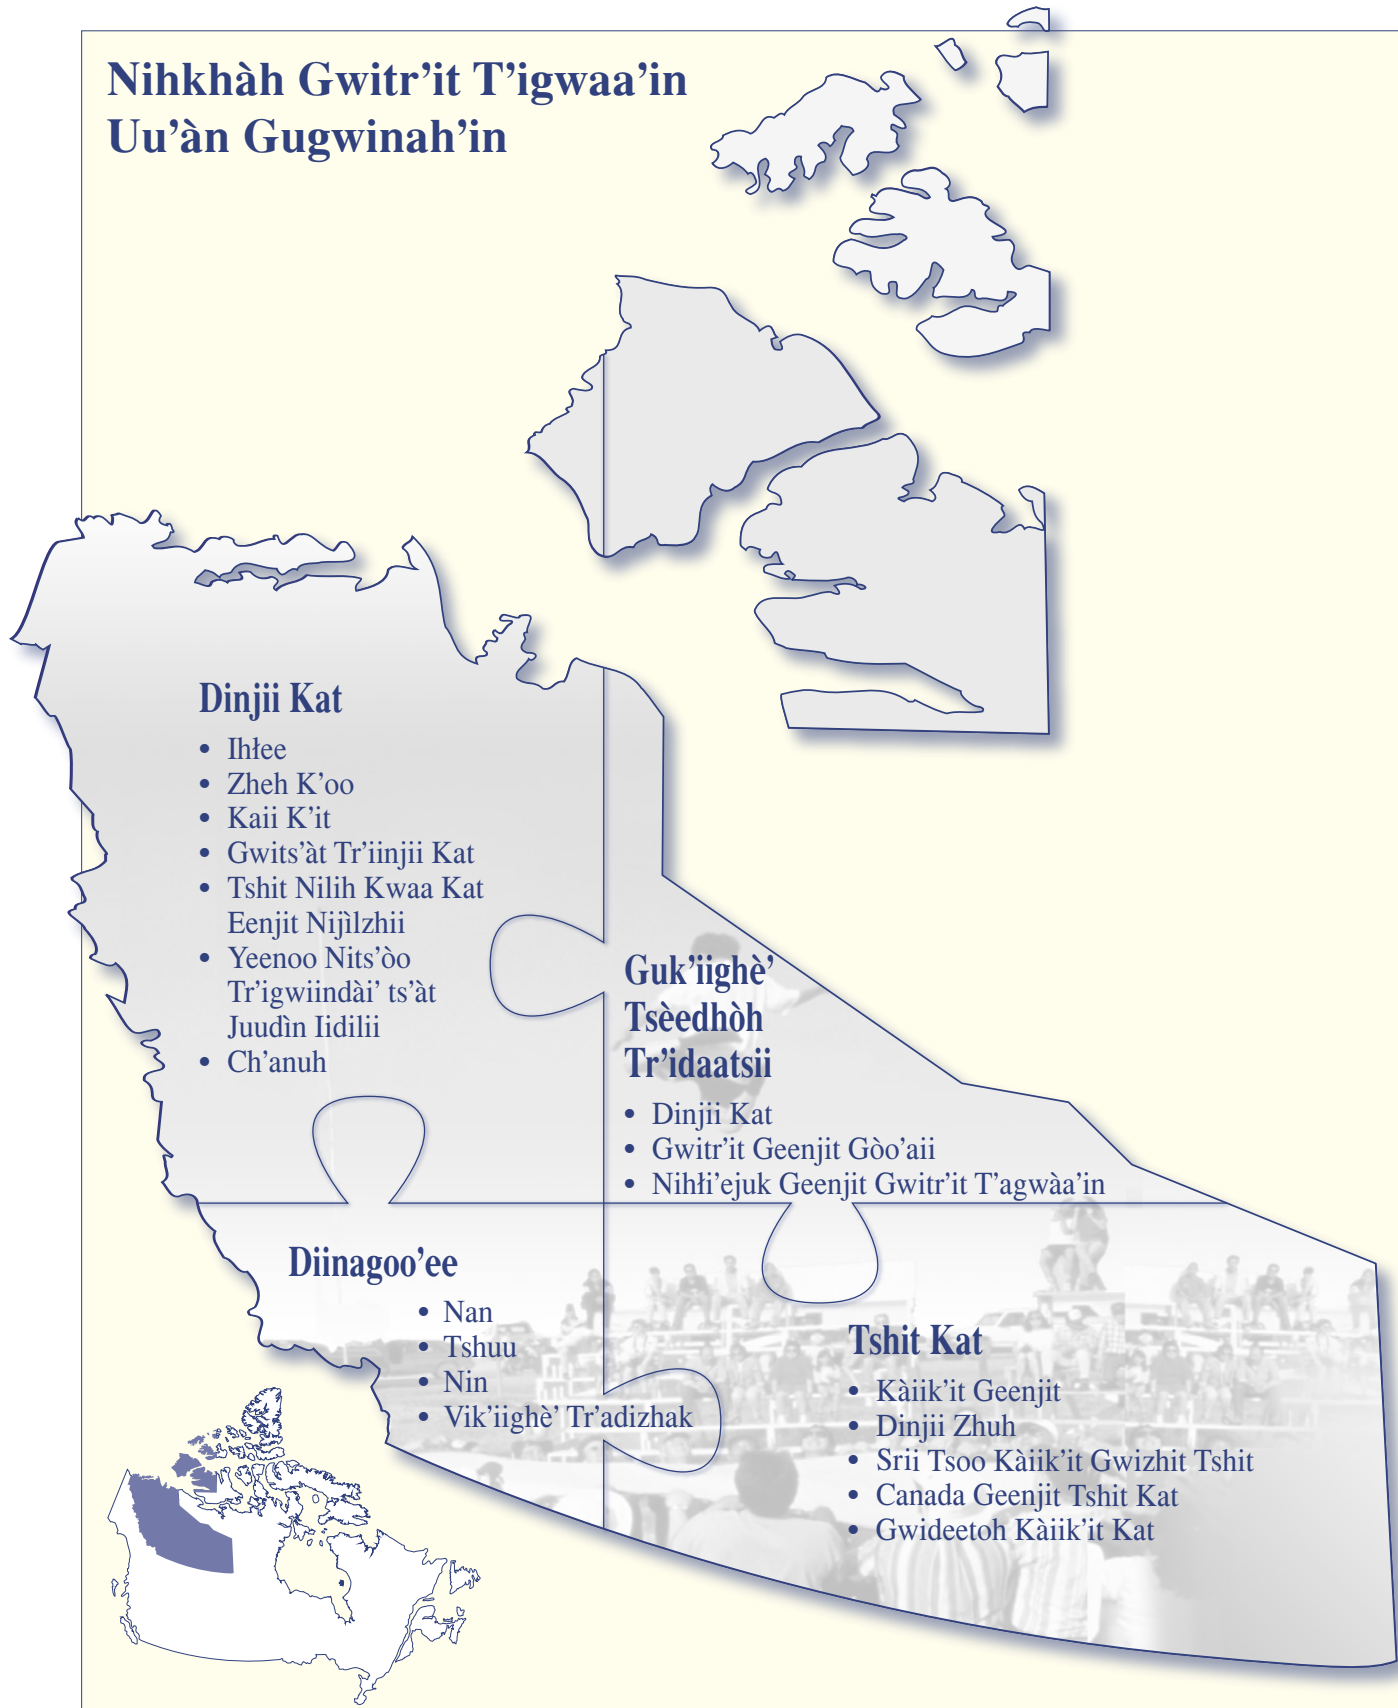 Nihkhàh Gwitr’it T’igwaa’in
Uu’àn Gugwinah’in
Dinjii Kat
• Ihłee
• Zheh K’oo
• Kaii K’it
• Gwits’àt Tr’iinjii Kat
• Tshit Nilih Kwaa Kat
Eenjit Nijìlzhii
• Yeenoo Nits’òo
Tr’igwiindài’ ts’àt
Juudìn Iidilii
• Ch’anuh
Guk’iighè’
Tsèedhòh
Tr’idaatsii
• Dinjii Kat
• Gwitr’it Geenjit Gòo’aii
• Nihłi’ejuk Geenjit Gwitr’it T’agwàa’in
Diinagoo’ee
• Nan
• Tshuu
• Nin
• Vik’iighè’ Tr’adizhak
Tshit Kat
• Kàiik’it Geenjit
• Dinjii Zhuh
• Srii Tsoo Kàiik’it Gwizhit Tshit
• Canada Geenjit Tshit Kat
• Gwideetoh Kàiik’it Kat